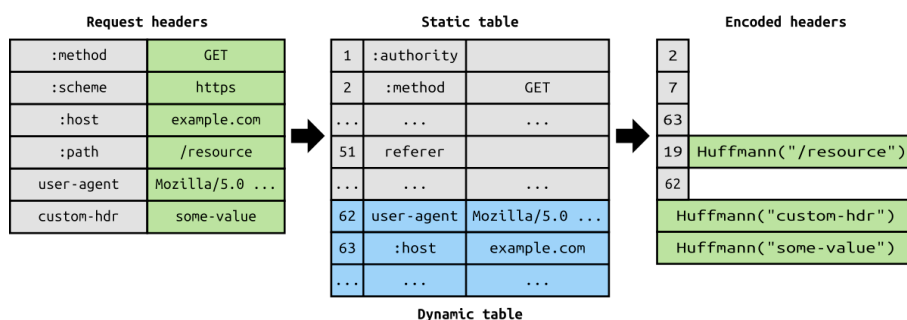 Request headers
:method GET
:scheme https
:host example.com
:path /resource
user-agent Mozilla/5.0 ...
custom-hdr some-value
Static table
1 :authority
2 :method GET
... ... ...
51 referer
... ... ...
62 user-agent Mozilla/5.0 ...
63 :host example.com
... ... ...
Dynamic table
Encoded headers
2
7
63
19 Huffmann("/resource")
62
Huffmann("custom-hdr")
Huffmann("some-value")